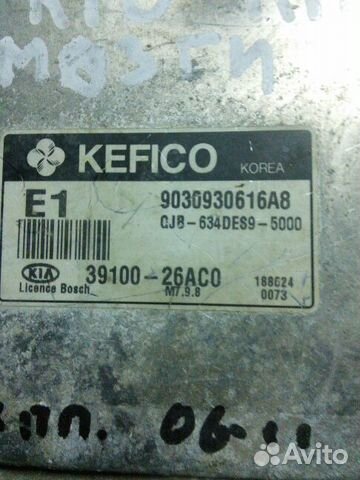 МОЗГИ
KEFICO
KOREA
E1
9030930616A8
GJB-634DES9-5000
KIA
39100-26AC0
188624
Licence Bosch
M7.9.8
0073
06-11
Avito